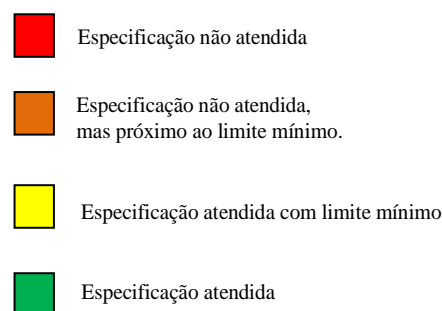 Especificação não atendida
Especificação não atendida,
mas próximo ao limite mínimo.
Especificação atendida com limite mínimo
Especificação atendida